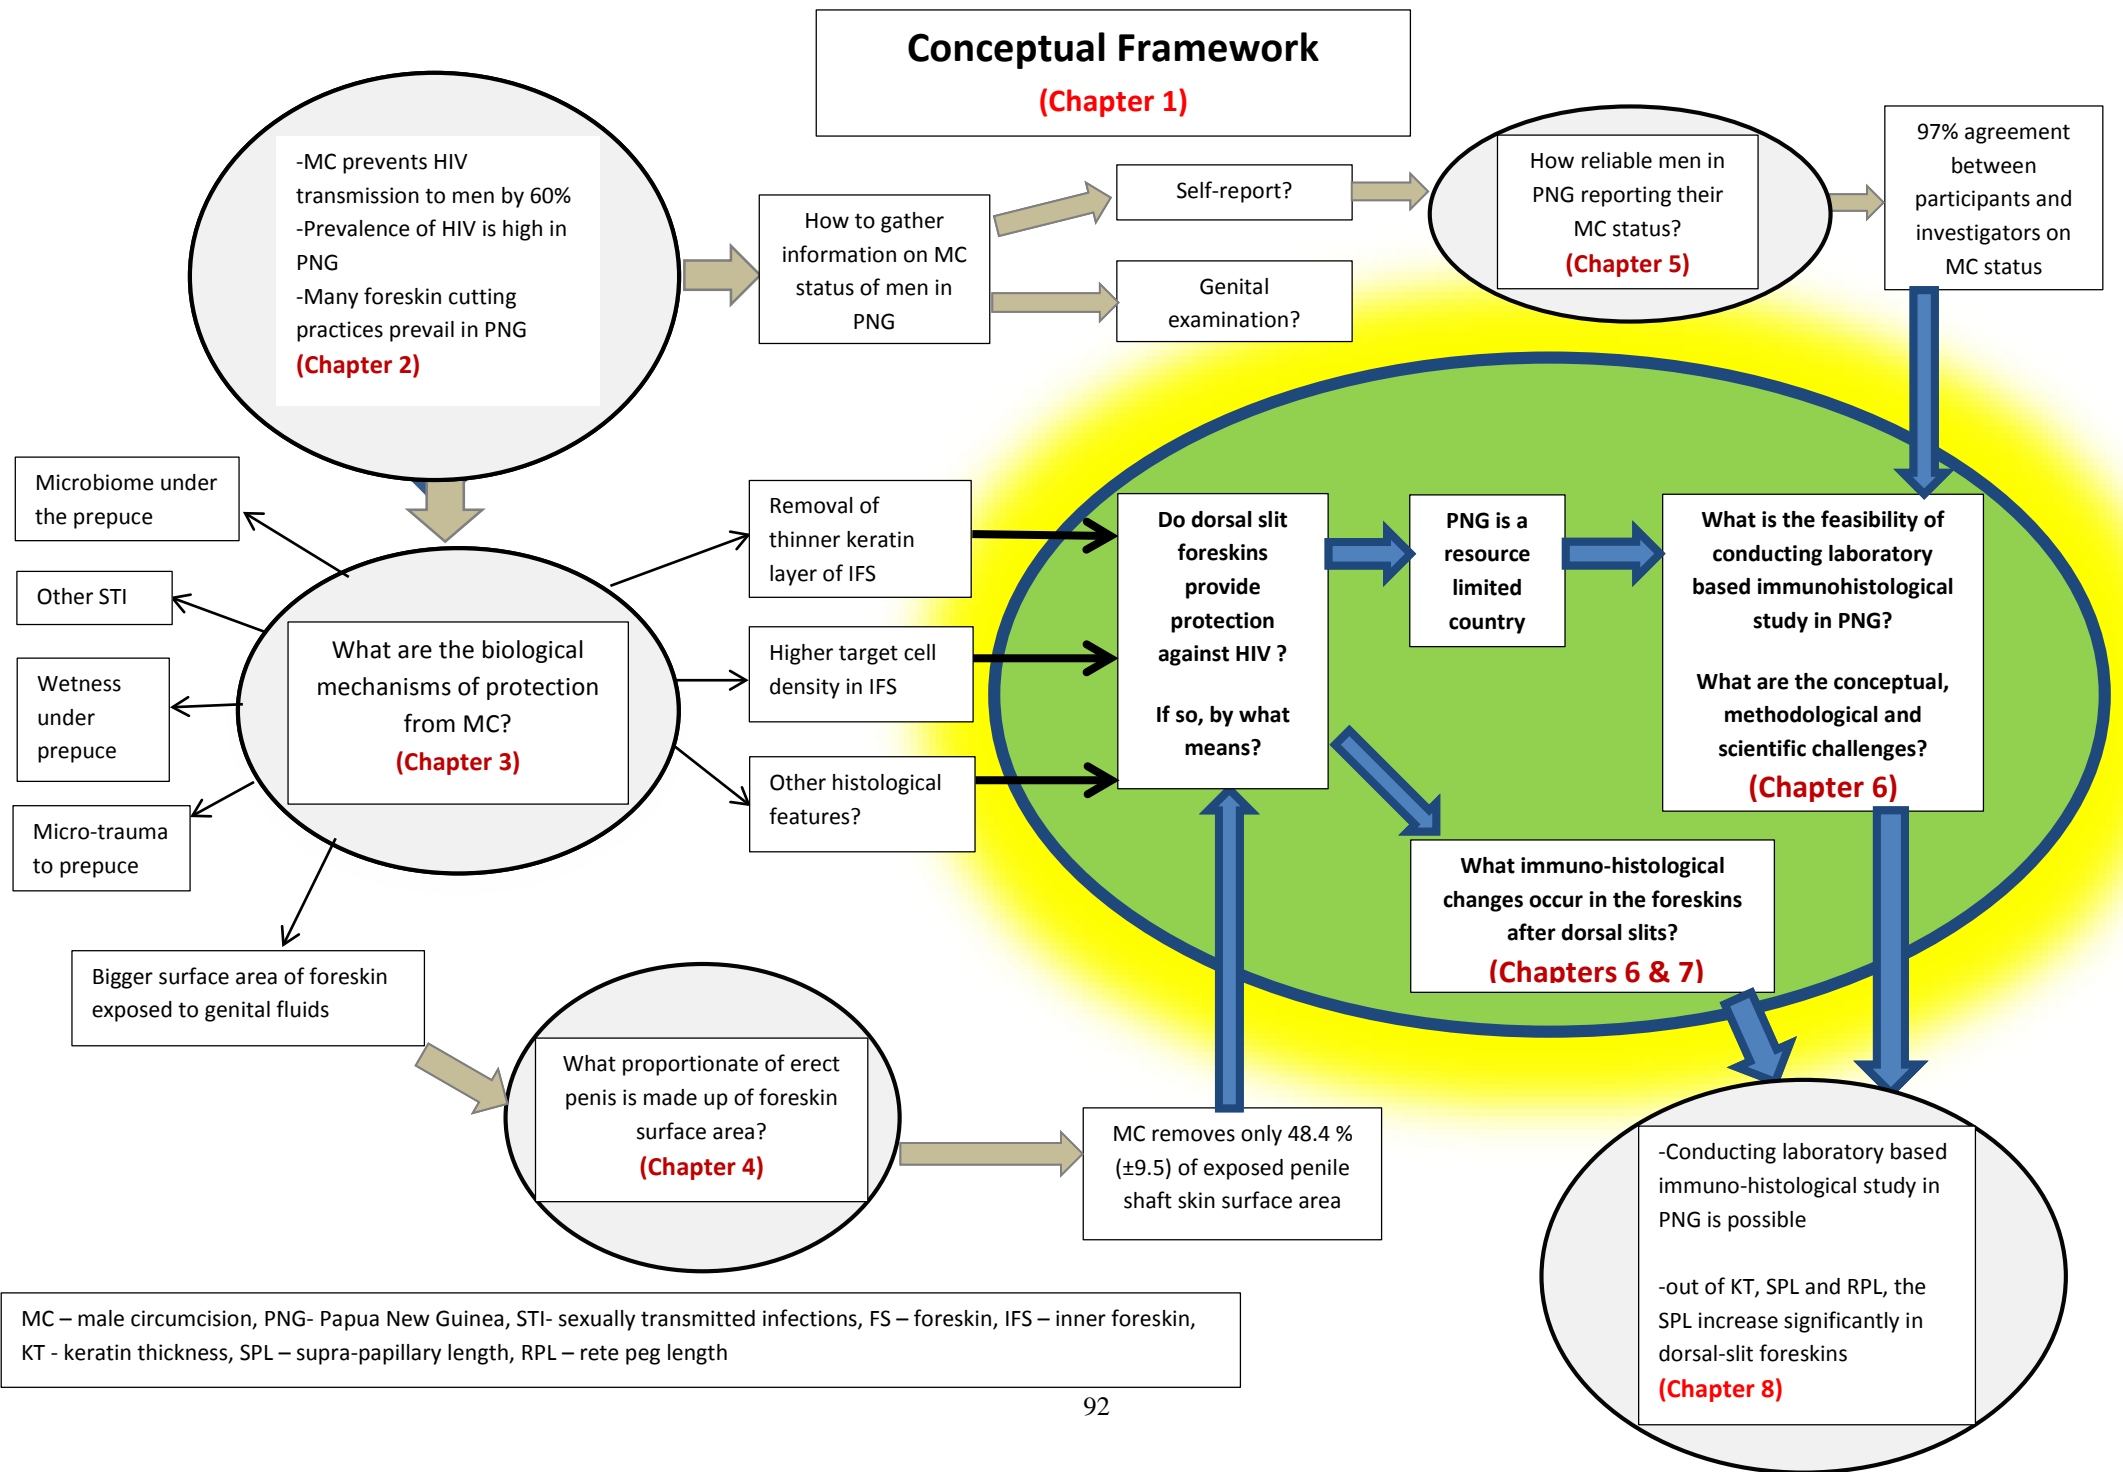 Conceptual Framework
(Chapter 1)
-MC prevents HIV
transmission to men by 60%
-Prevalence of HIV is high in
PNG
-Many foreskin cutting
practices prevail in PNG
(Chapter 2)
How to gather
information on MC
status of men in
PNG
Self-report?
Genital
examination?
How reliable men in
PNG reporting their
MC status?
(Chapter 5)
97% agreement
between
participants and
investigators on
MC status
Microbiome under
the prepuce
Other STI
Wetness
under
prepuce
Micro-trauma
to prepuce
What are the biological
mechanisms of protection
from MC?
(Chapter 3)
Removal of
thinner keratin
layer of IFS
Higher target cell
density in IFS
Other histological
features?
Do dorsal slit
foreskins
provide
protection
against HIV ?
If so, by what
means?
PNG is a
resource
limited
country
What is the feasibility of
conducting laboratory
based immunohistological
study in PNG?
What are the conceptual,
methodological and
scientific challenges?
(Chapter 6)
What immuno-histological
changes occur in the foreskins
after dorsal slits?
(Chapters 6 & 7)
Bigger surface area of foreskin
exposed to genital fluids
What proportionate of erect
penis is made up of foreskin
surface area?
(Chapter 4)
MC removes only 48.4 %
(±9.5) of exposed penile
shaft skin surface area
-Conducting laboratory based
immuno-histological study in
PNG is possible
-out of KT, SPL and RPL, the
SPL increase significantly in
dorsal-slit foreskins
(Chapter 8)
MC – male circumcision, PNG- Papua New Guinea, STI- sexually transmitted infections, FS – foreskin, IFS – inner foreskin,
KT - keratin thickness, SPL – supra-papillary length, RPL – rete peg length
92